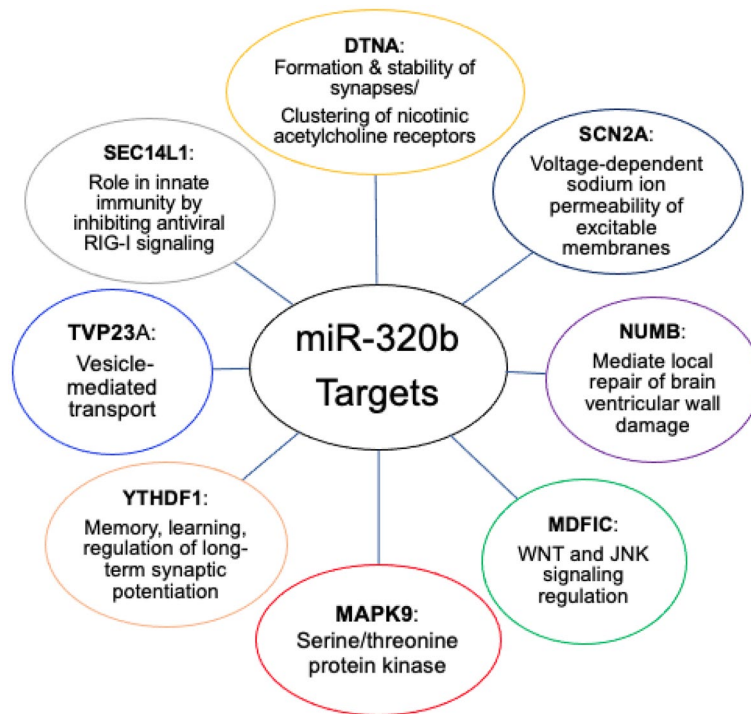 DTNA:
Formation & stability of
synapses/
Clustering of nicotinic
acetylcholine receptors
SEC14L1:
Role in innate
immunity by
inhibiting antiviral
RIG-I signaling
SCN2A:
Voltage-dependent
sodium ion
permeability of
excitable
membranes
miR-320b
Targets
TVP23A:
Vesicle-
mediated
transport
NUMB:
Mediate local
repair of brain
ventricular wall
damage
YTHDF1:
Memory, learning,
regulation of long-
term synaptic
potentiation
MDFIC:
WNT and JNK
signaling
regulation
MAPK9:
Serine/threonine
protein kinase